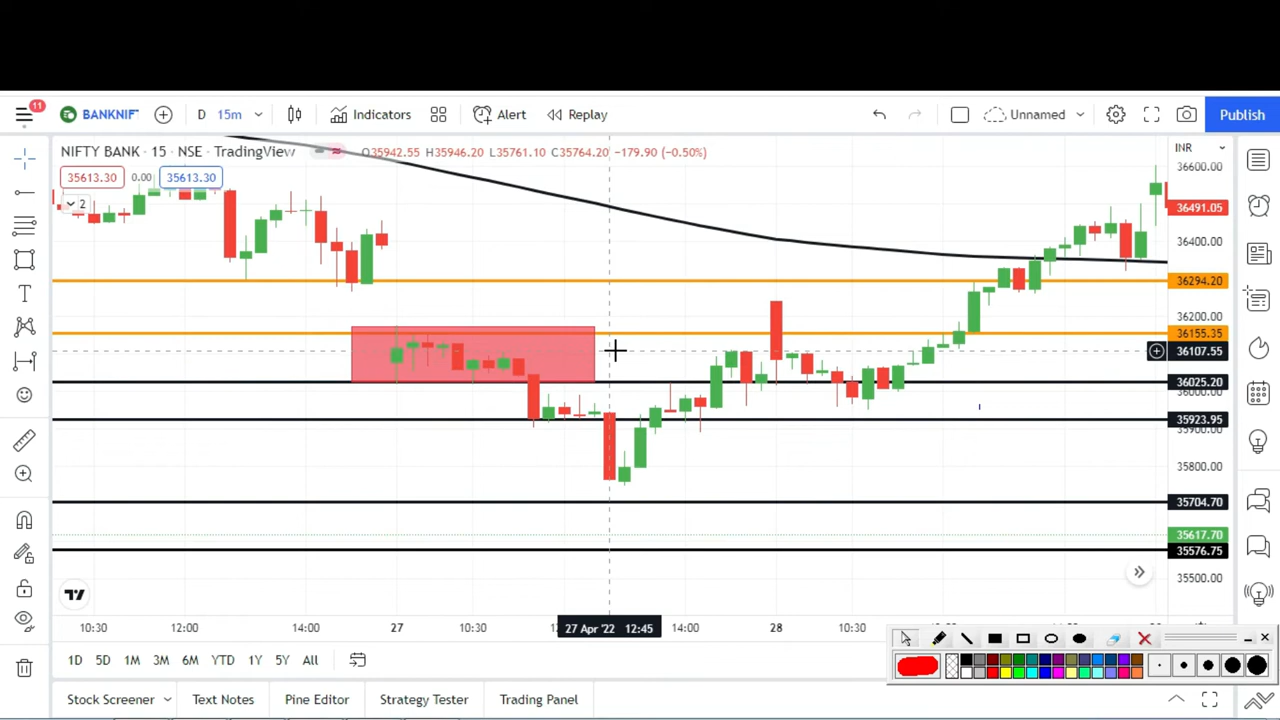 11
BANKNIF
D 15m
Indicators
Alert
Replay
Unnamed
Publish
NIFTY BANK · 15 · NSE · TradingView
O35942.55 H35946.20 L35761.10 C35764.20 −179.90 (−0.50%)
INR
35613.30 0.00 35613.30
2
36600.00
36491.05
36400.00
36294.20
36200.00
36155.35
36107.55
36025.20
36000.00
35923.95
35900.00
35800.00
35704.70
35617.70
35576.75
35500.00
10:30 12:00 14:00 27 10:30 27 Apr '22 12:45 14:00 28 10:30
1D 5D 1M 3M 6M YTD 1Y 5Y All
Stock Screener Text Notes Pine Editor Strategy Tester Trading Panel